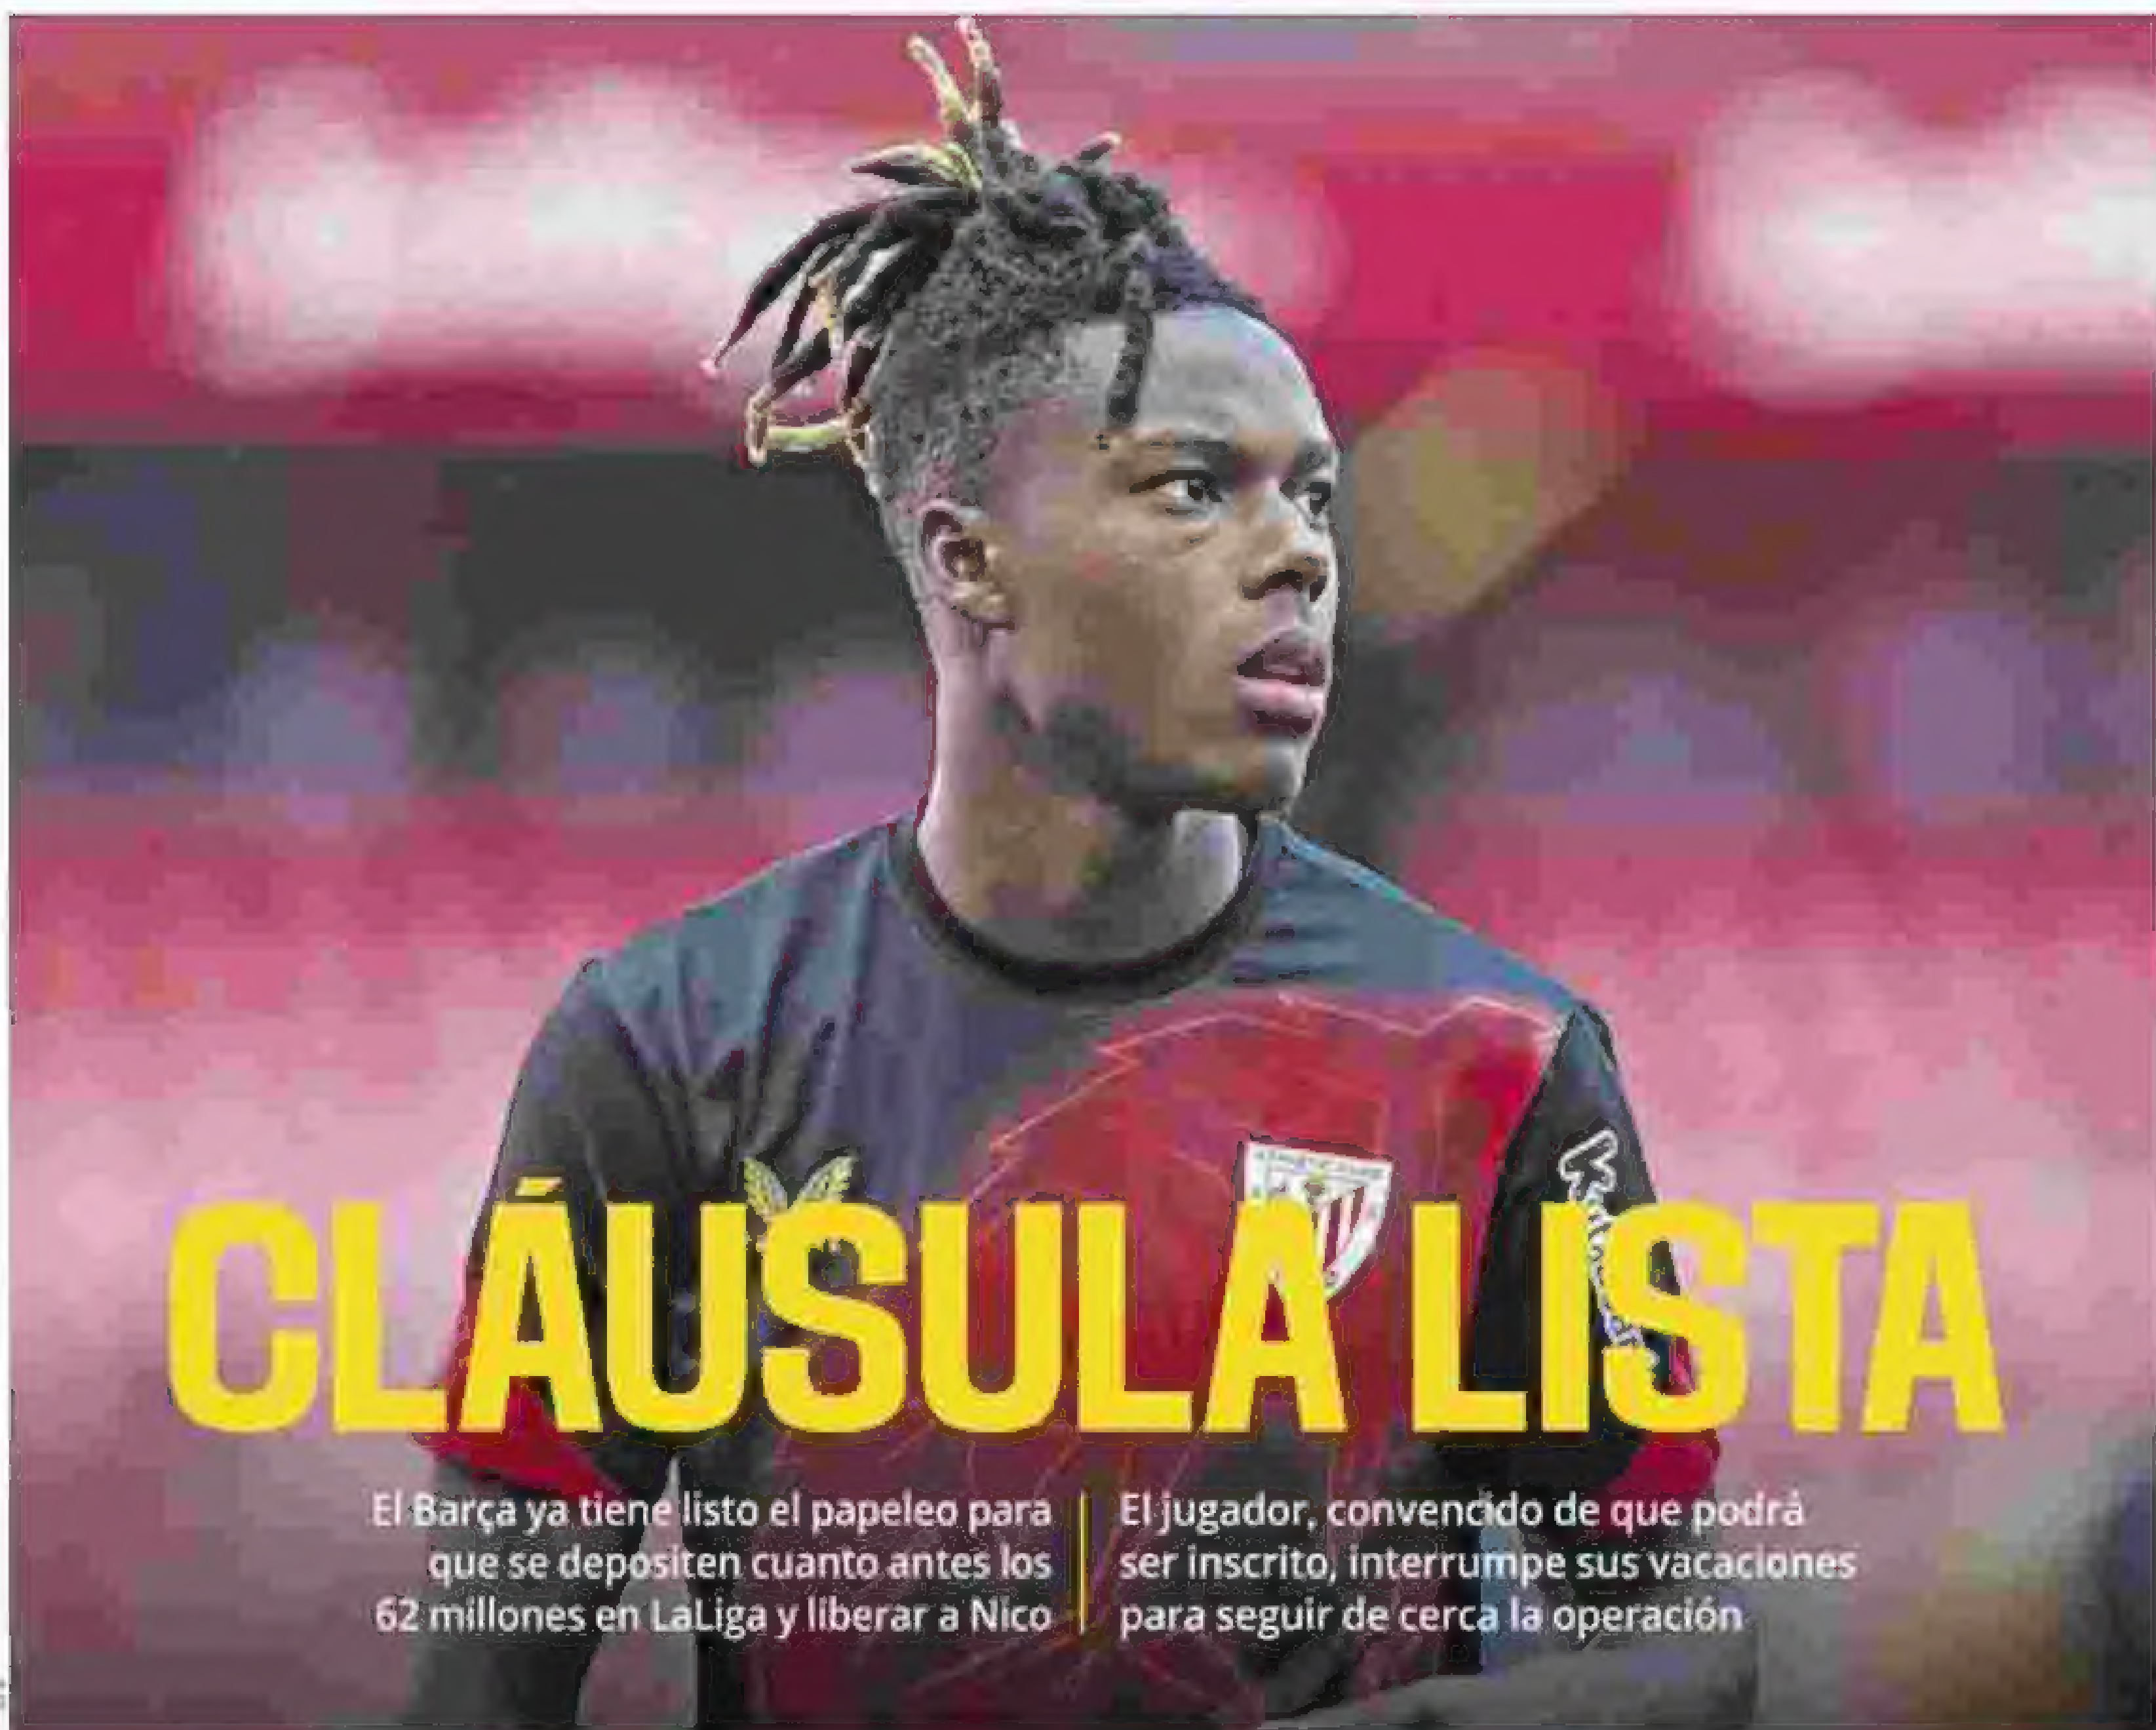 CLÁUSULA LISTA
El Barça ya tiene listo el papeleo para
que se depositen cuanto antes los
62 millones en LaLiga y liberar a Nico
El jugador, convencido de que podrá
ser inscrito, interrumpe sus vacaciones
para seguir de cerca la operación